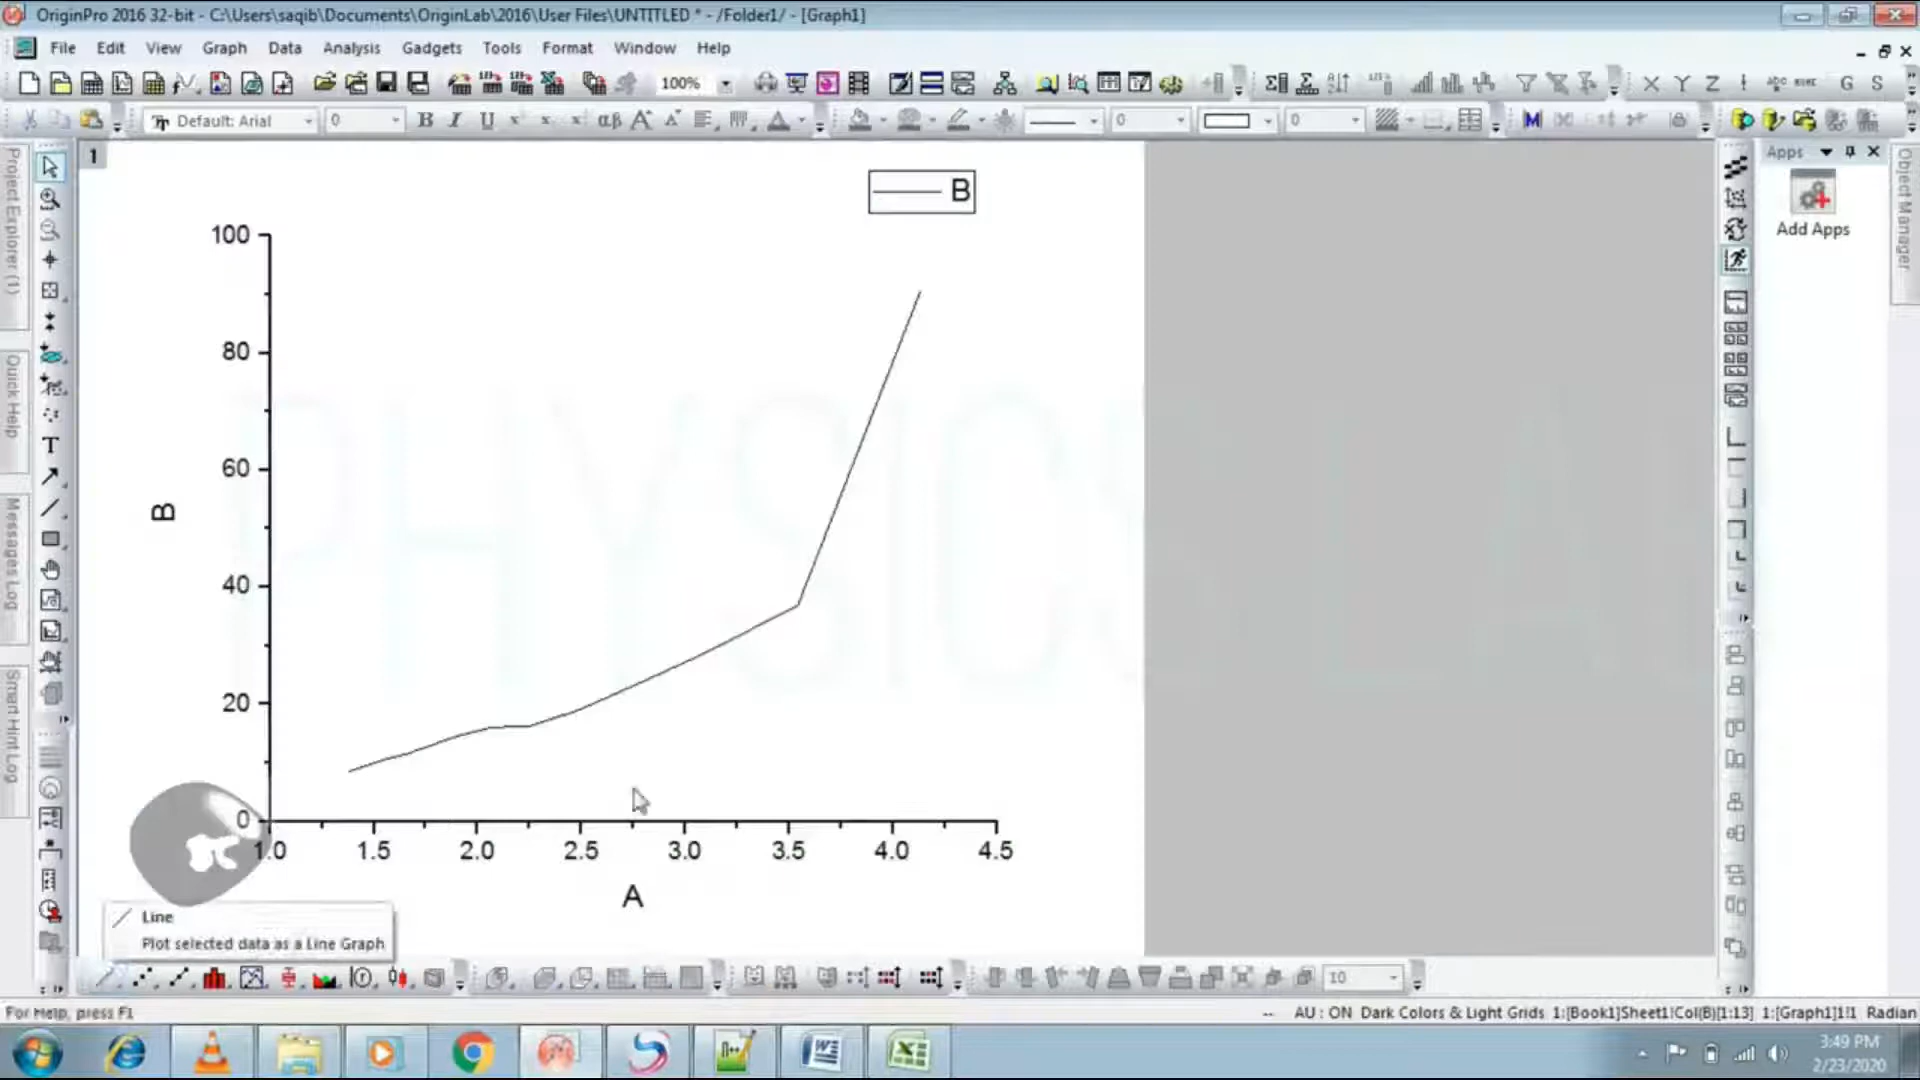 OriginPro 2016 32-bit - C:\Users\saqib\Documents\OriginLab\2016\User Files\UNTITLED * - /Folder1/ - [Graph1]
File Edit View Graph Data Analysis Gadgets Tools Format Window Help
100%
X Y Z
G S
Default: Arial 0
B I U
αβ A
0
0
M
Project Explorer (1)
Quick Help
Messages Log
Smart Hint Log
T
1
B
100
80
60
40
20
0
B
1.0 1.5 2.0 2.5 3.0 3.5 4.0 4.5
A
PHYSICS LAB
Line
Plot selected data as a Line Graph
Apps
Add Apps
Object Manager
10
For Help, press F1
-- AU : ON Dark Colors & Light Grids 1:[Book1]Sheet1!Col(B)[1:13] 1:[Graph1]1!1 Radian
3:49 PM
2/23/2020